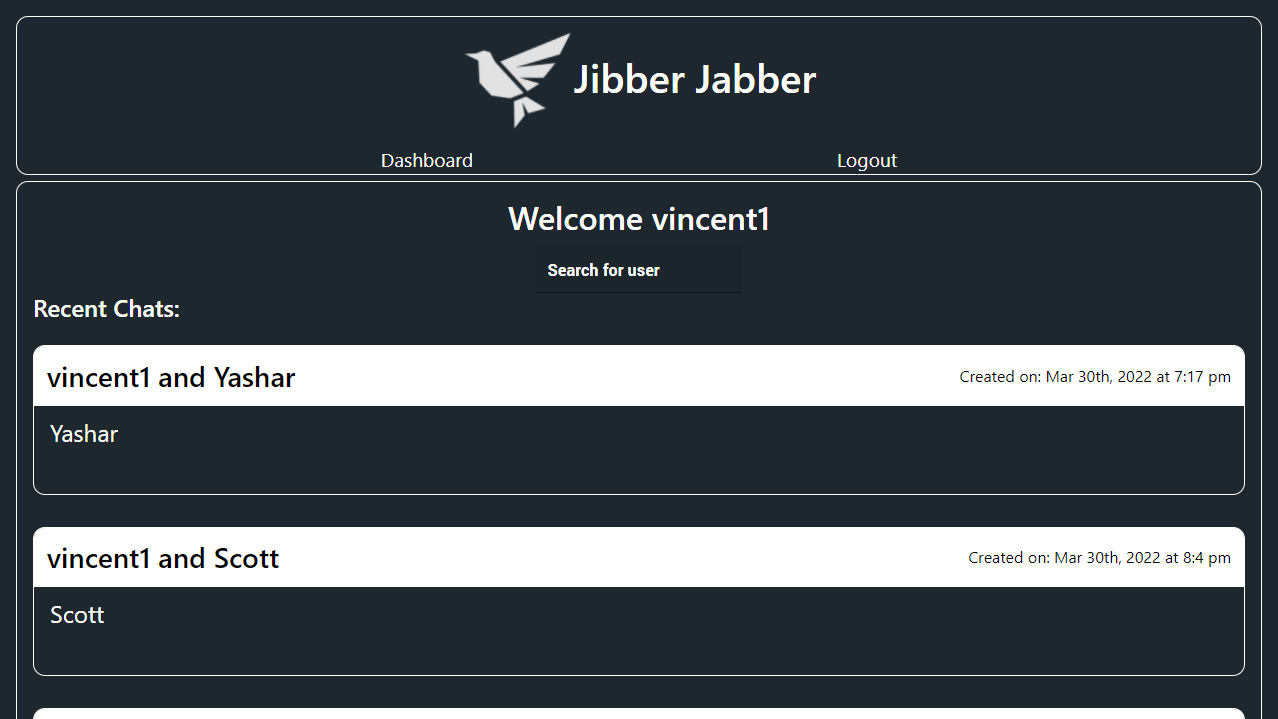 Jibber Jabber
Dashboard
Logout
Welcome vincent1
Search for user
Recent Chats:
vincent1 and Yashar
Created on: Mar 30th, 2022 at 7:17 pm
Yashar
vincent1 and Scott
Created on: Mar 30th, 2022 at 8:4 pm
Scott